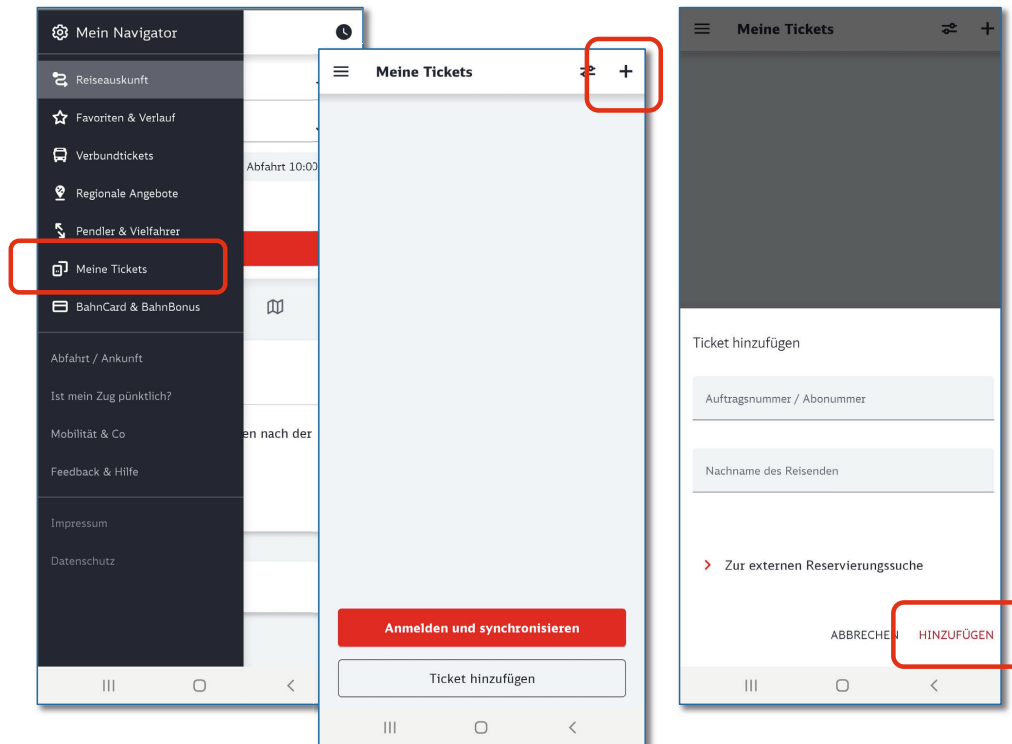 Mein Navigator
Reiseauskunft
Favoriten & Verlauf
Verbundtickets
Regionale Angebote
Pendler & Vielfahrer
Meine Tickets
BahnCard & BahnBonus
Abfahrt / Ankunft
Ist mein Zug pünktlich?
Mobilität & Co
Feedback & Hilfe
Impressum
Datenschutz
Abfahrt 10:00
en nach der
Meine Tickets
Anmelden und synchronisieren
Ticket hinzufügen
Meine Tickets
Ticket hinzufügen
Auftragsnummer / Abonummer
Nachname des Reisenden
Zur externen Reservierungssuche
ABBRECHEN HINZUFÜGEN